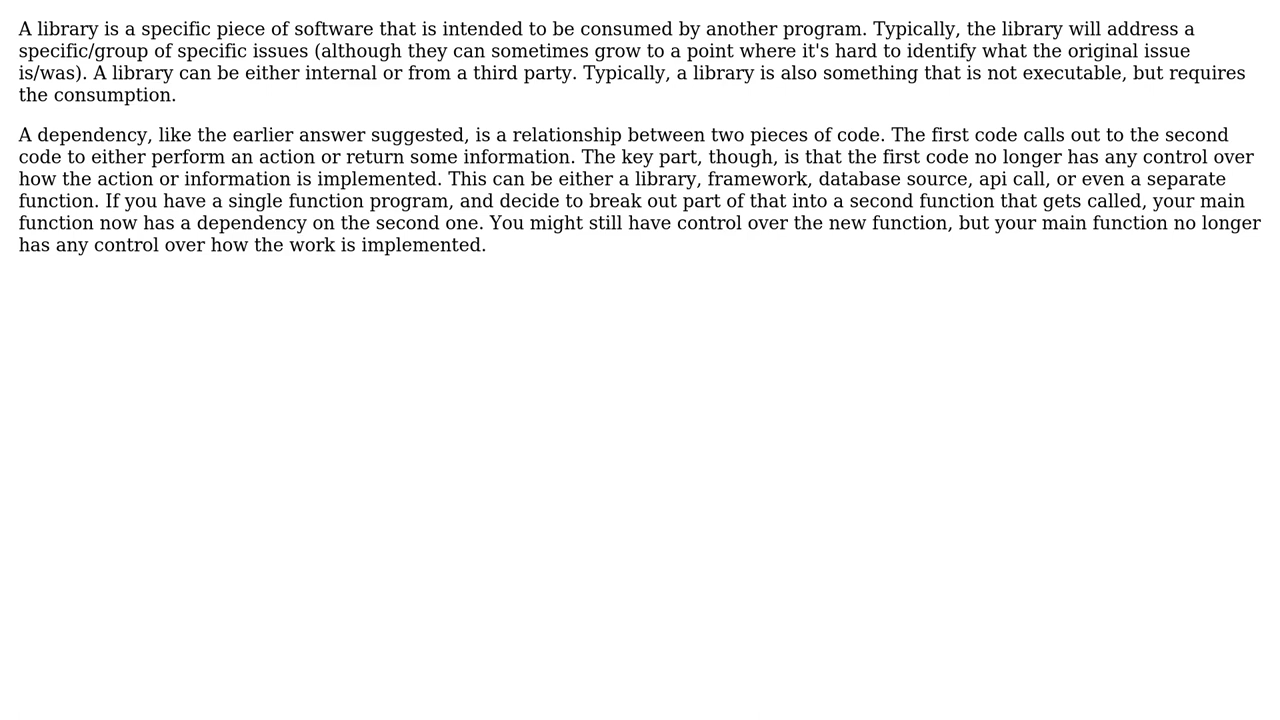 A library is a specific piece of software that is intended to be consumed by another program. Typically, the library will address a
specific/group of specific issues (although they can sometimes grow to a point where it's hard to identify what the original issue
is/was). A library can be either internal or from a third party. Typically, a library is also something that is not executable, but requires
the consumption.
A dependency, like the earlier answer suggested, is a relationship between two pieces of code. The first code calls out to the second
code to either perform an action or return some information. The key part, though, is that the first code no longer has any control over
how the action or information is implemented. This can be either a library, framework, database source, api call, or even a separate
function. If you have a single function program, and decide to break out part of that into a second function that gets called, your main
function now has a dependency on the second one. You might still have control over the new function, but your main function no longer
has any control over how the work is implemented.